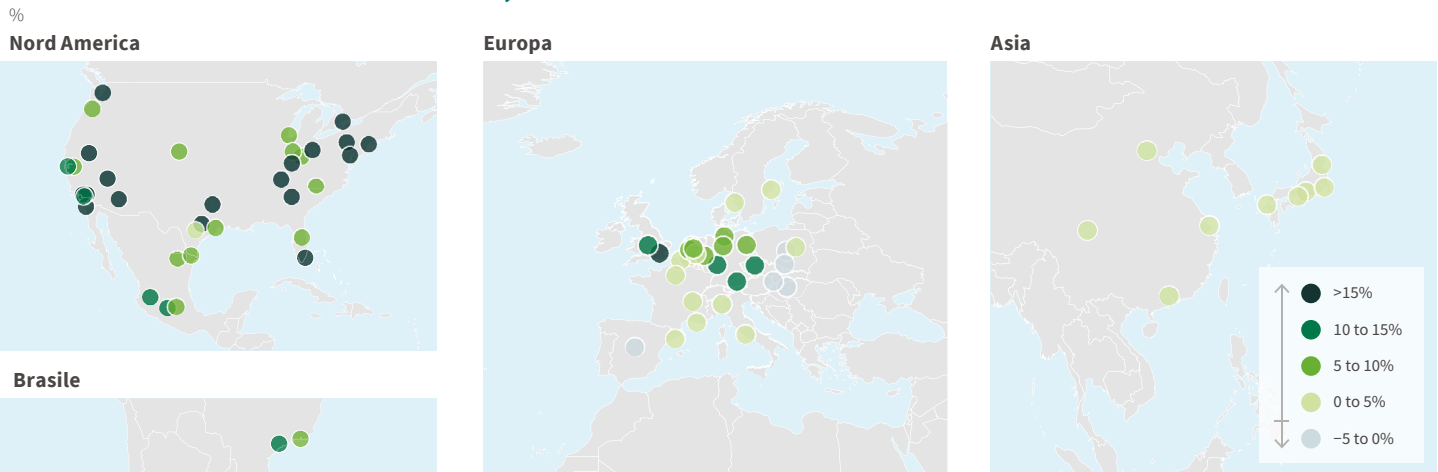 %
Nord America
Europa
Asia
Brasile
>15%
10 to 15%
5 to 10%
0 to 5%
−5 to 0%